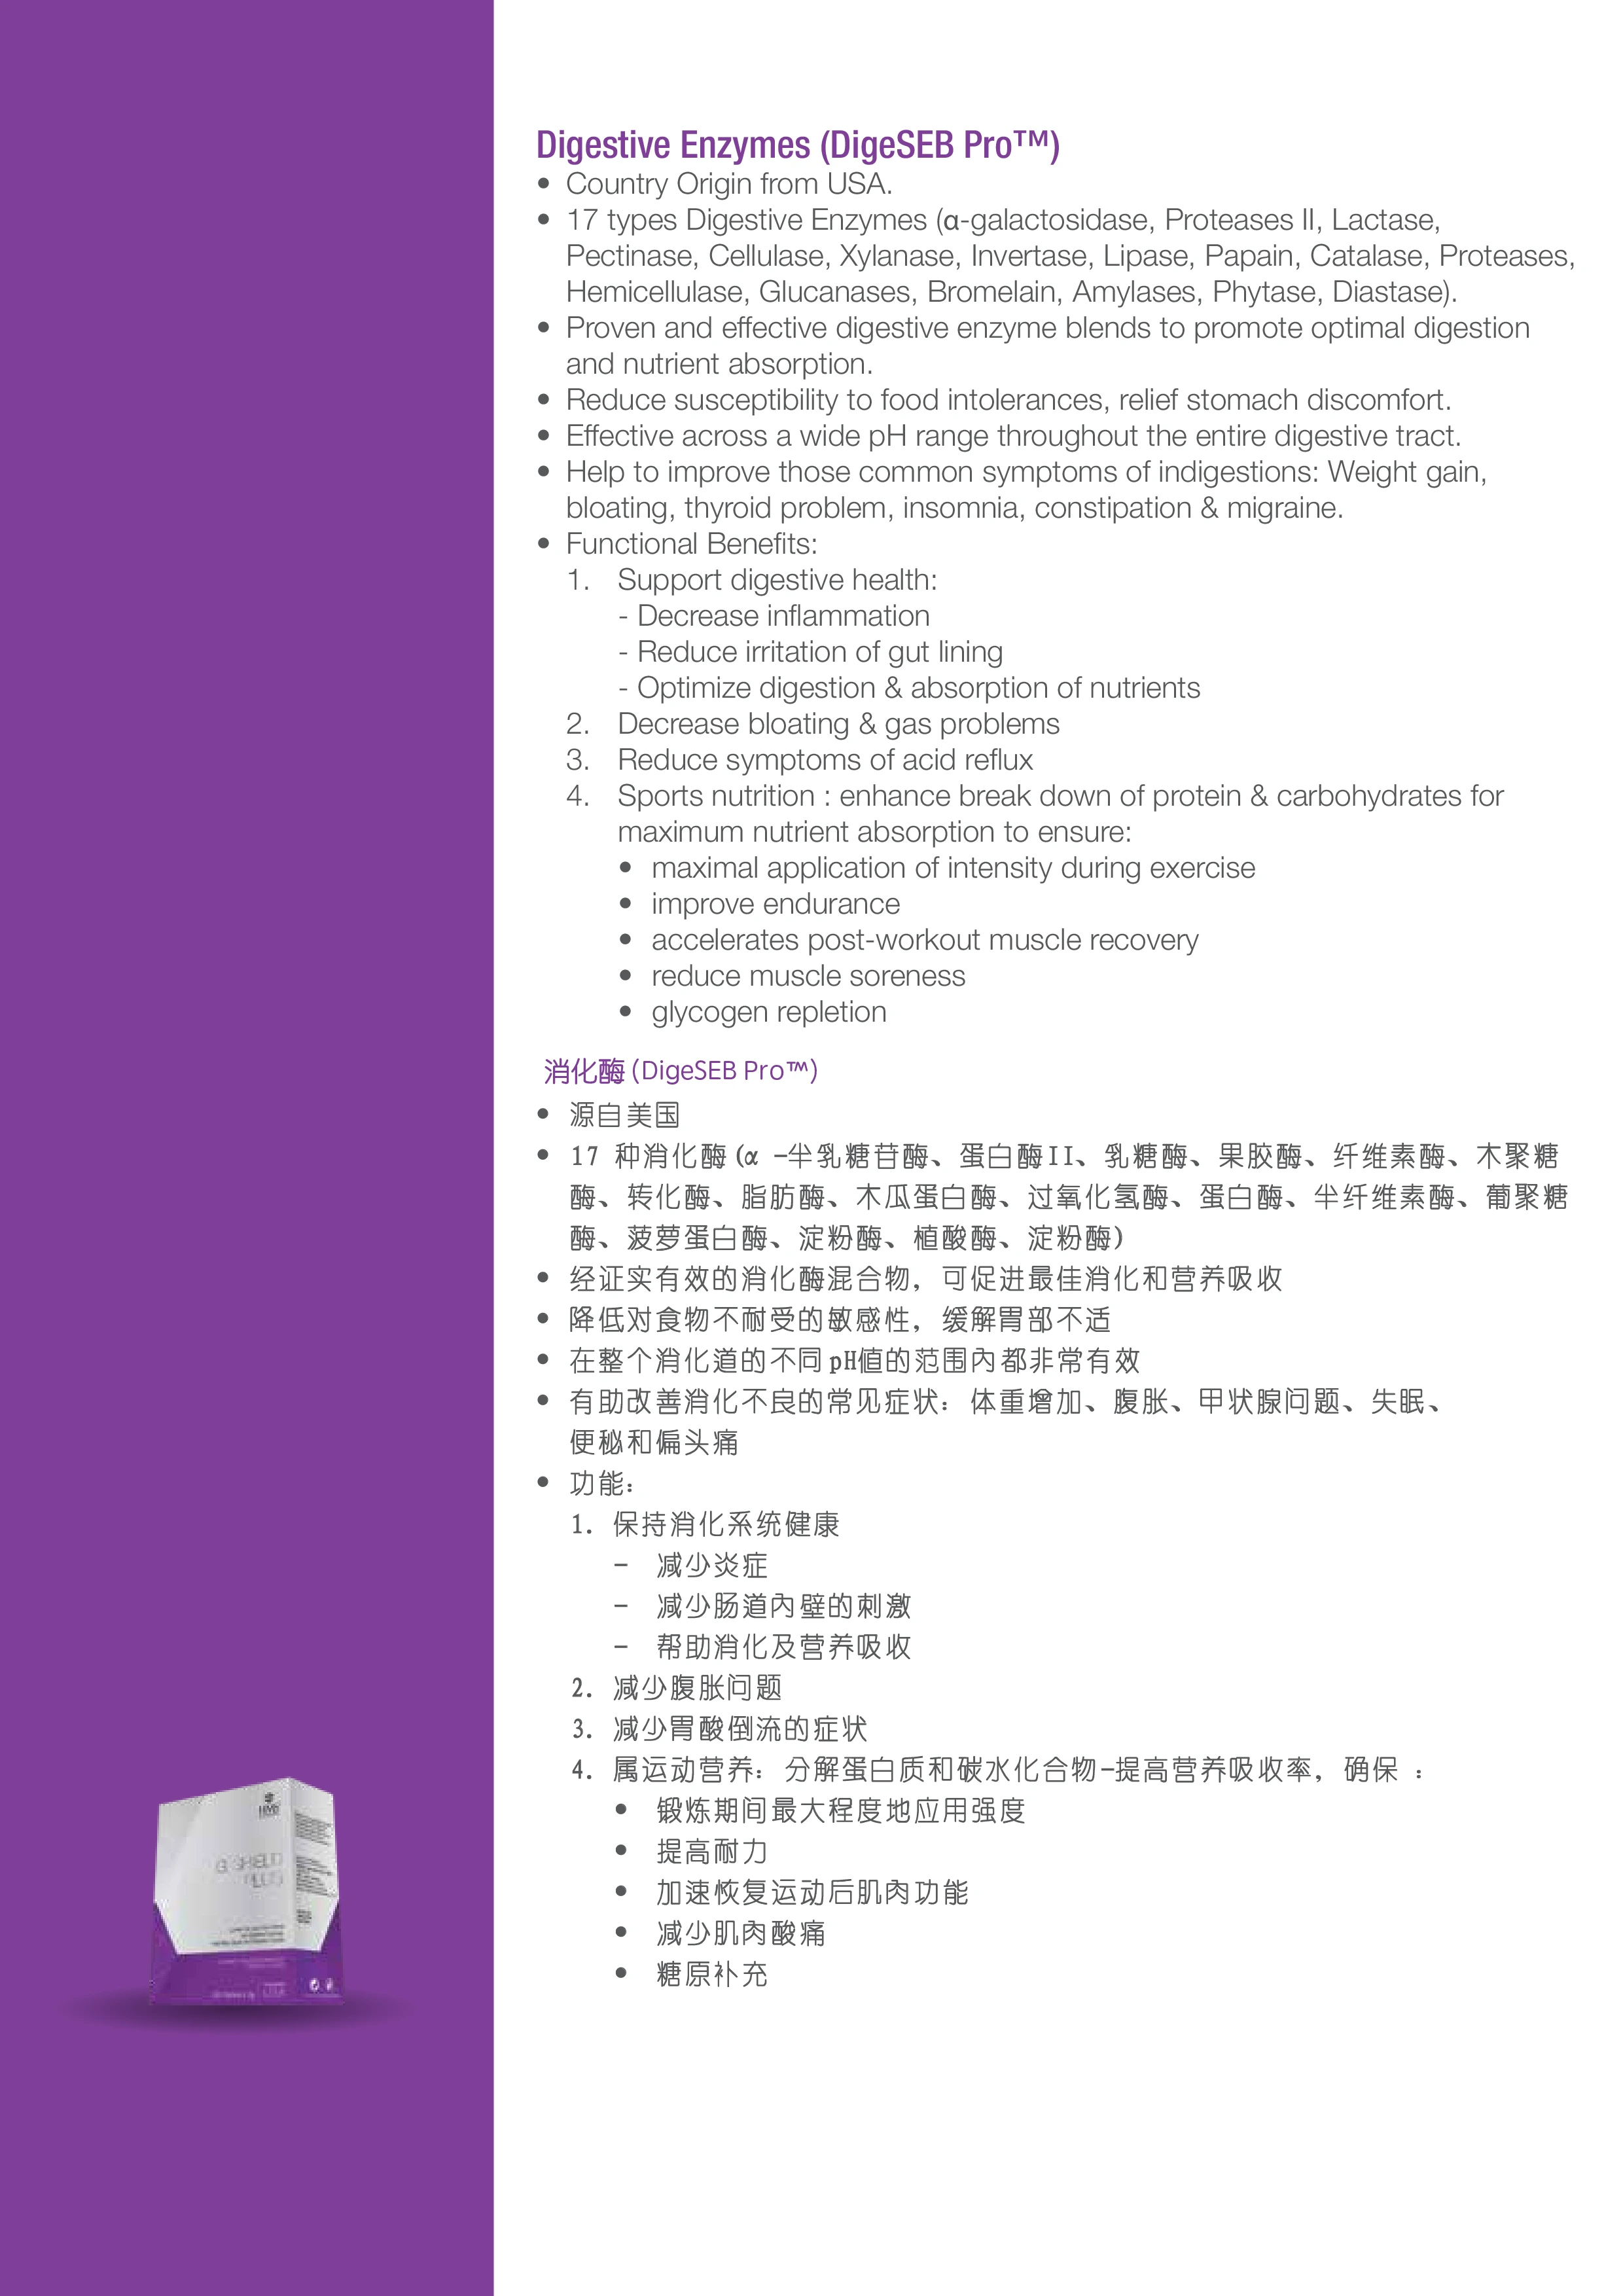 Digestive Enzymes (DigeSEB Pro™)
• Country Origin from USA.
• 17 types Digestive Enzymes (α-galactosidase, Proteases II, Lactase,
Pectinase, Cellulase, Xylanase, Invertase, Lipase, Papain, Catalase, Proteases,
Hemicellulase, Glucanases, Bromelain, Amylases, Phytase, Diastase).
• Proven and effective digestive enzyme blends to promote optimal digestion
and nutrient absorption.
• Reduce susceptibility to food intolerances, relief stomach discomfort.
• Effective across a wide pH range throughout the entire digestive tract.
• Help to improve those common symptoms of indigestions: Weight gain,
bloating, thyroid problem, insomnia, constipation & migraine.
• Functional Benefits:
1. Support digestive health:
- Decrease inflammation
- Reduce irritation of gut lining
- Optimize digestion & absorption of nutrients
2. Decrease bloating & gas problems
3. Reduce symptoms of acid reflux
4. Sports nutrition : enhance break down of protein & carbohydrates for
maximum nutrient absorption to ensure:
• maximal application of intensity during exercise
• improve endurance
• accelerates post-workout muscle recovery
• reduce muscle soreness
• glycogen repletion
消化酶 (DigeSEB Pro™)
• 源自美国
• 17 种消化酶 (α -半乳糖苷酶、蛋白酶II、乳糖酶、果胶酶、纤维素酶、木聚糖
酶、转化酶、脂肪酶、木瓜蛋白酶、过氧化氢酶、蛋白酶、半纤维素酶、葡聚糖
酶、菠萝蛋白酶、淀粉酶、植酸酶、淀粉酶)
• 经证实有效的消化酶混合物，可促进最佳消化和营养吸收
• 降低对食物不耐受的敏感性，缓解胃部不适
• 在整个消化道的不同pH值的范围内都非常有效
• 有助改善消化不良的常见症状：体重增加、腹胀、甲状腺问题、失眠、
便秘和偏头痛
• 功能：
1. 保持消化系统健康
- 减少炎症
- 减少肠道内壁的刺激
- 帮助消化及营养吸收
2. 减少腹胀问题
3. 减少胃酸倒流的症状
4. 属运动营养：分解蛋白质和碳水化合物-提高营养吸收率，确保 ：
• 锻炼期间最大程度地应用强度
• 提高耐力
• 加速恢复运动后肌肉功能
• 减少肌肉酸痛
• 糖原补充
SHIELD
PLUS